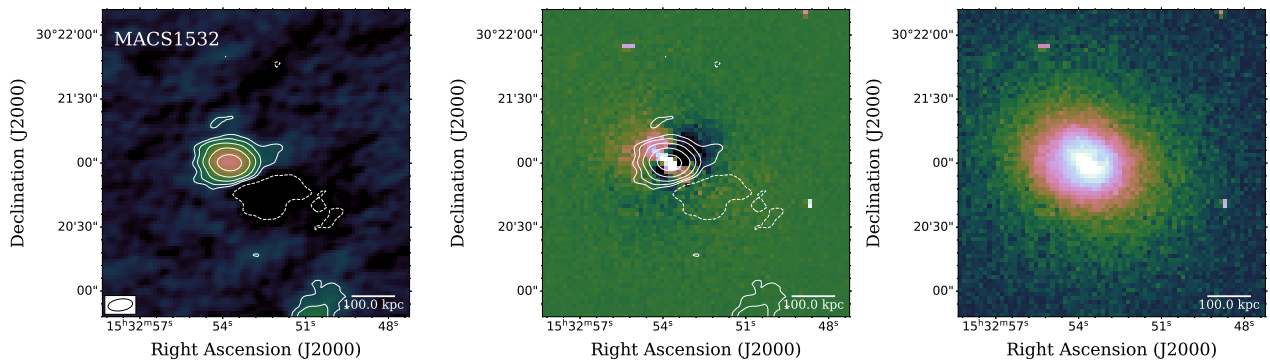 MACS1532
30°22'00"
21'30"
00"
20'30"
00"
Declination (J2000)
100.0 kpc
15ʰ32ᵐ57ˢ
54ˢ
51ˢ
48ˢ
Right Ascension (J2000)
30°22'00"
21'30"
00"
20'30"
00"
Declination (J2000)
100.0 kpc
15ʰ32ᵐ57ˢ
54ˢ
51ˢ
48ˢ
Right Ascension (J2000)
30°22'00"
21'30"
00"
20'30"
00"
Declination (J2000)
100.0 kpc
15ʰ32ᵐ57ˢ
54ˢ
51ˢ
48ˢ
Right Ascension (J2000)